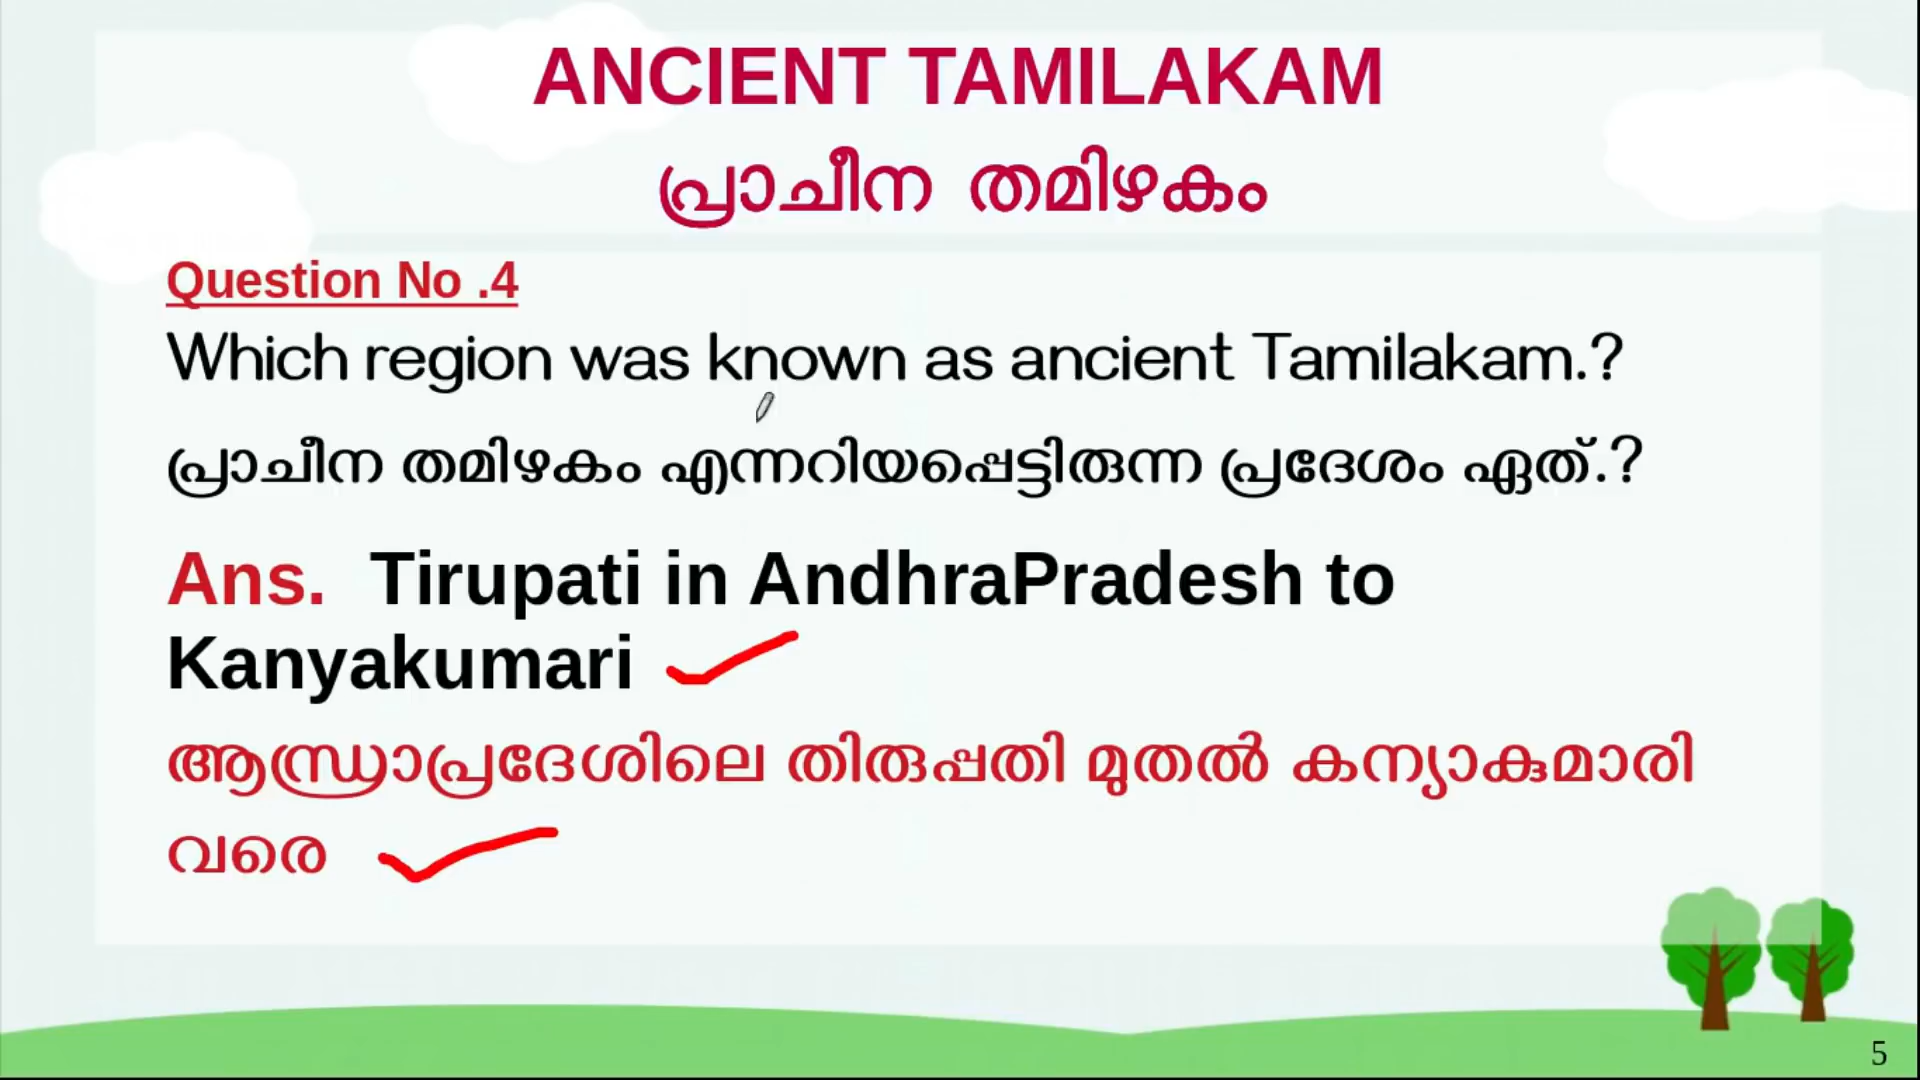 ANCIENT TAMILAKAM
പ്രാചീന തമിഴകം
Question No .4
Which region was known as ancient Tamilakam.?
പ്രാചീന തമിഴകം എന്നറിയപ്പെട്ടിരുന്ന പ്രദേശം ഏത്.?
Ans. Tirupati in AndhraPradesh to
Kanyakumari
ആന്ധ്രാപ്രദേശിലെ തിരുപ്പതി മുതൽ കന്യാകുമാരി
വരെ
5